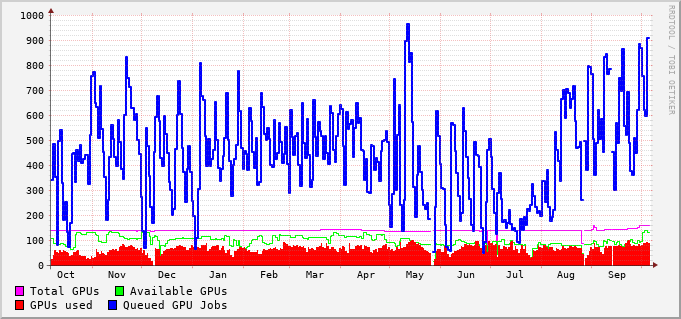 1000
900
800
700
600
500
400
300
200
100
0
Oct Nov Dec Jan Feb Mar Apr May Jun Jul Aug Sep
Total GPUs Available GPUs
GPUs used Queued GPU Jobs
RRDTOOL / TOBI OETIKER